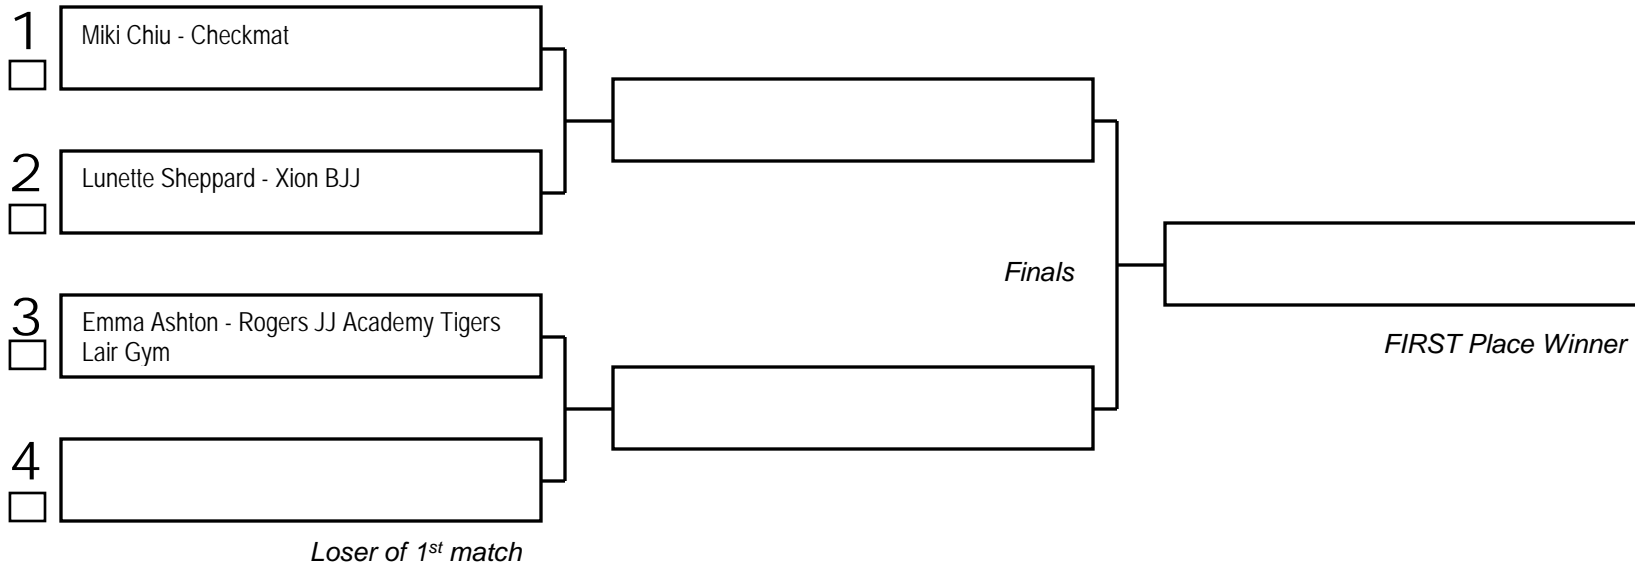 1
Miki Chiu - Checkmat
2
Lunette Sheppard - Xion BJJ
3
Emma Ashton - Rogers JJ Academy Tigers
Lair Gym
4
Loser of 1st match
Finals
FIRST Place Winner